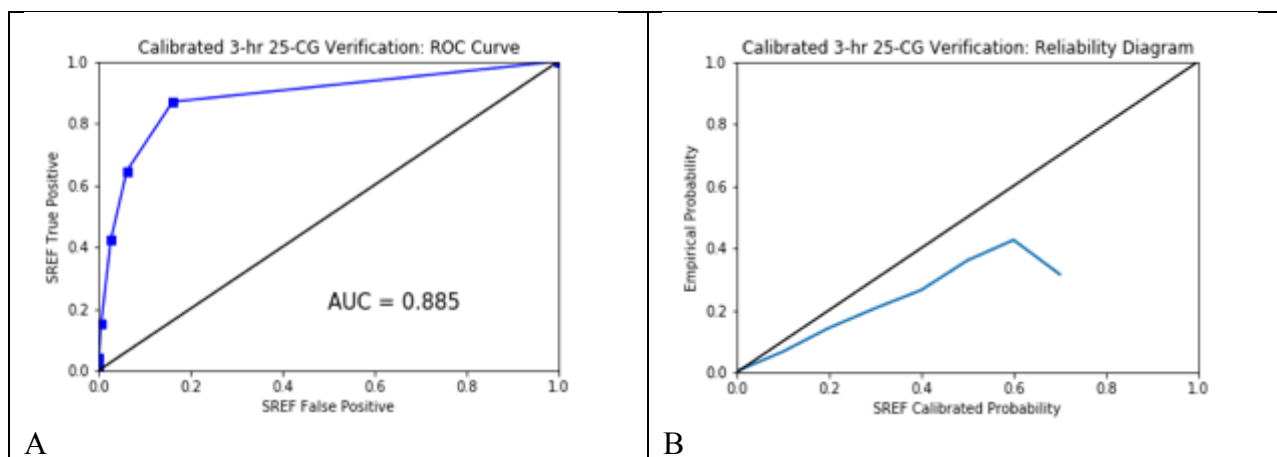 Calibrated 3-hr 25-CG Verification: ROC Curve
1.0
0.8
0.6
0.4
0.2
0.0
SREF True Positive
AUC = 0.885
0.0 0.2 0.4 0.6 0.8 1.0
SREF False Positive
A
Calibrated 3-hr 25-CG Verification: Reliability Diagram
1.0
0.8
0.6
0.4
0.2
0.0
Empirical Probability
0.0 0.2 0.4 0.6 0.8 1.0
SREF Calibrated Probability
B